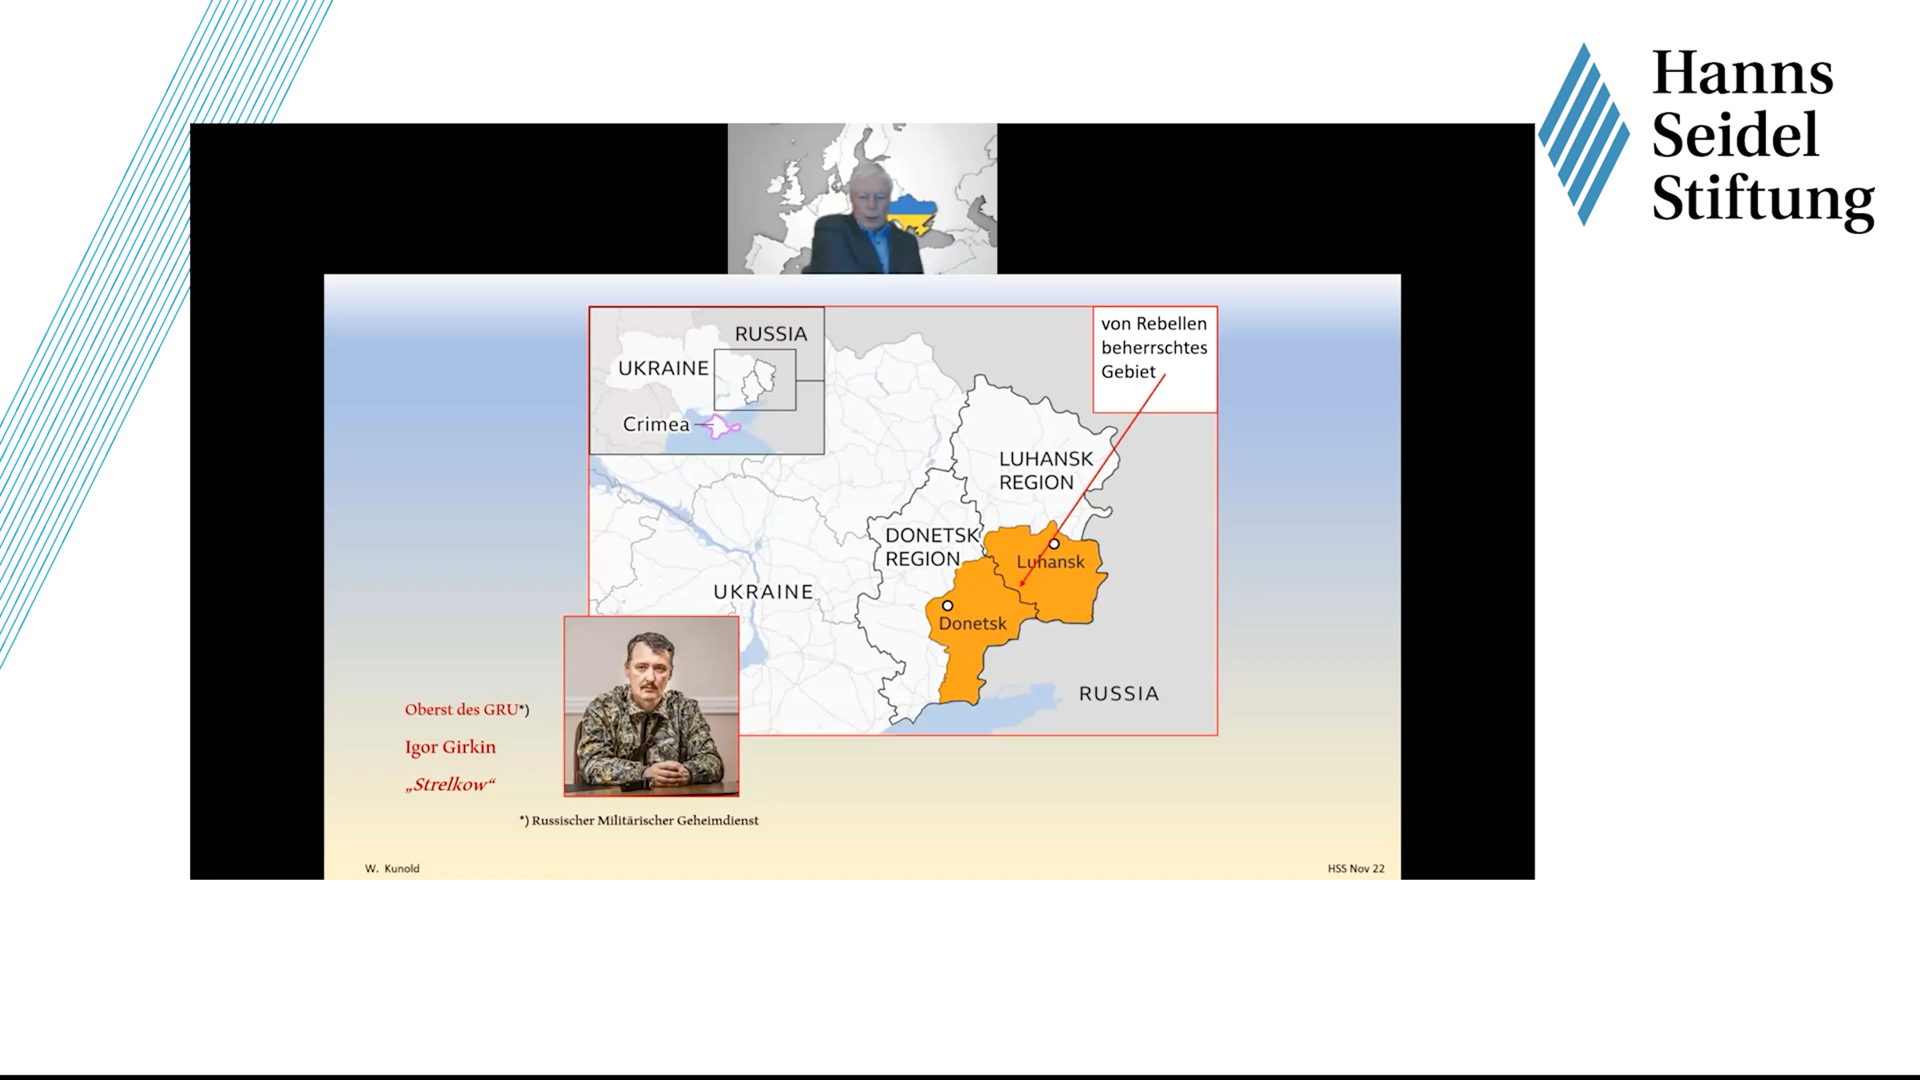 Hanns
Seidel
Stiftung
von Rebellen
beherrschtes
Gebiet
RUSSIA
UKRAINE
Crimea
LUHANSK
REGION
DONETSK
REGION
Luhansk
UKRAINE
Donetsk
RUSSIA
Oberst des GRU*)
Igor Girkin
„Strelkow“
*) Russischer Militärischer Geheimdienst
W. Kunold
HSS Nov 22